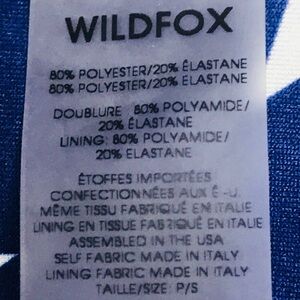 WILDFOX
80% POLYESTER/20% ÉLASTANE
80% POLYESTER/20% ELASTANE
DOUBLURE 80% POLYAMIDE/
20% ÉLASTANE
LINING: 80% POLYAMIDE/
20% ELASTANE
ÉTOFFES IMPORTÉES
CONFECTIONNÉES AUX É-U.
MÊME TISSU FABRIQUÉ EN ITALIE
LINING EN TISSUE FABRIQUÉ EN ITALIE
ASSEMBLED IN THE USA
SELF FABRIC MADE IN ITALY
LINING FABRIC MADE IN ITALY
TAILLE/SIZE: P/S